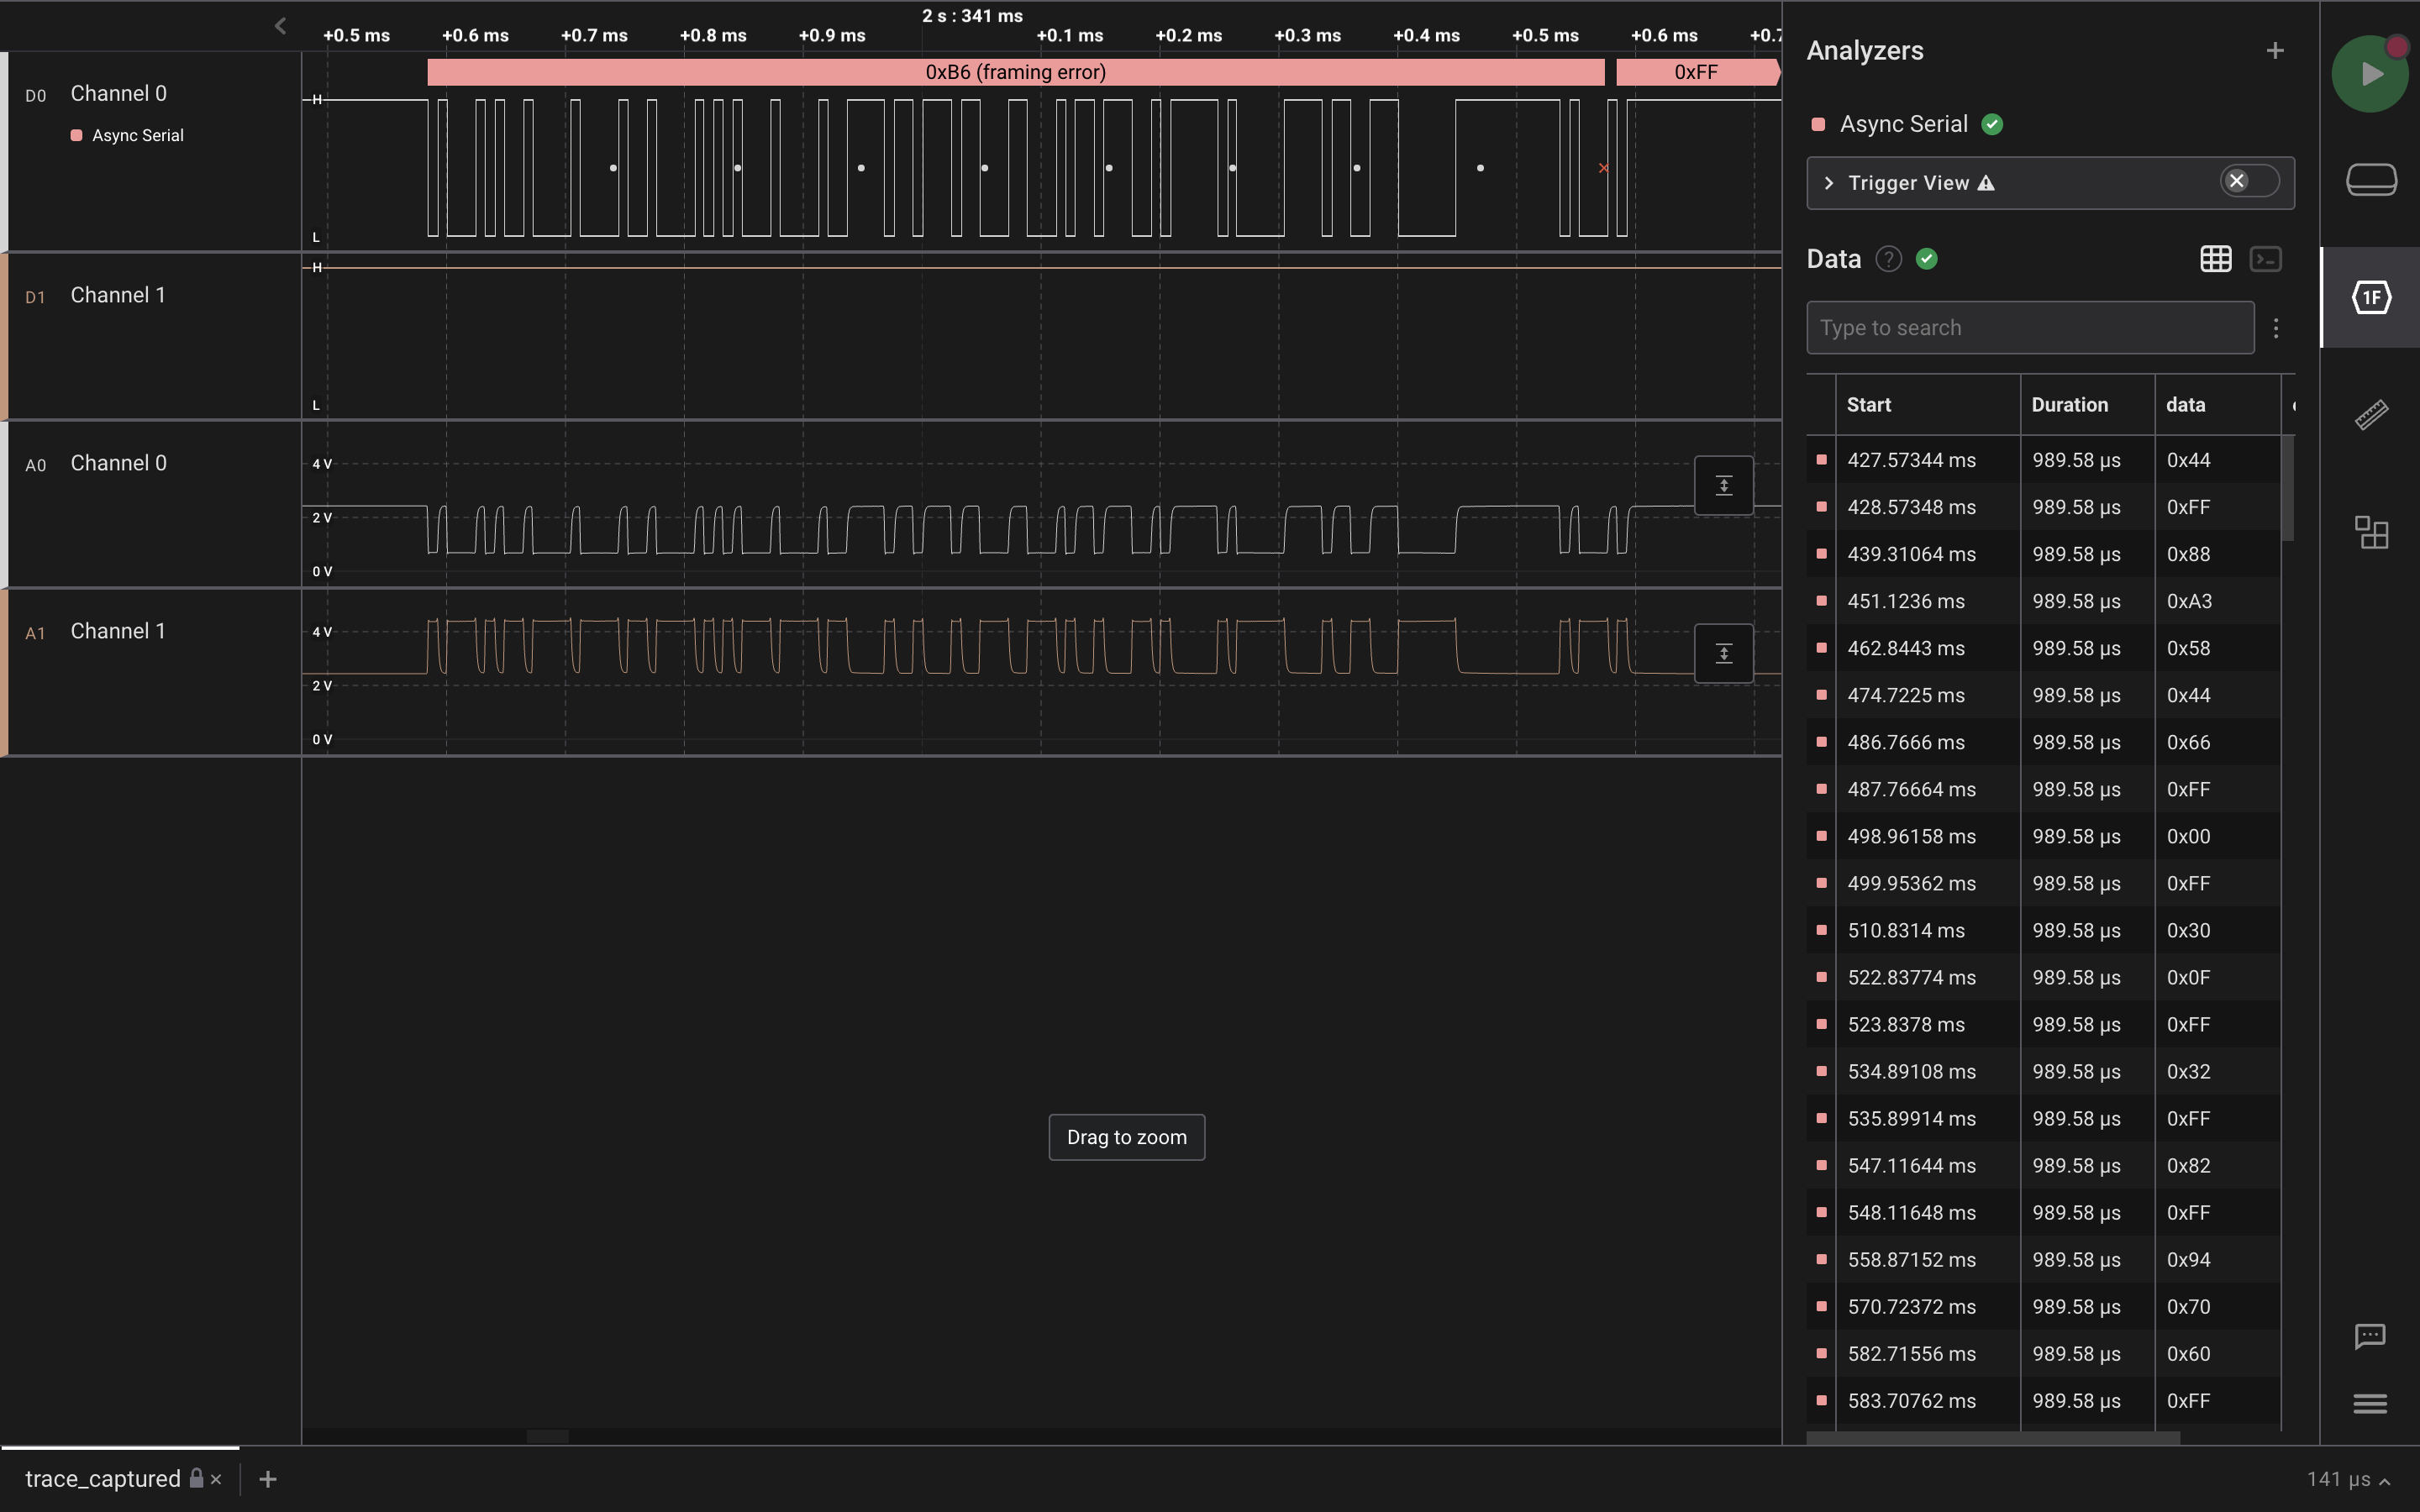 2 s : 341 ms
+0.5 ms +0.6 ms +0.7 ms +0.8 ms +0.9 ms +0.1 ms +0.2 ms +0.3 ms +0.4 ms +0.5 ms +0.6 ms +0.7
D0 Channel 0
Async Serial
0xB6 (framing error) 0xFF
H
L
D1 Channel 1
H
L
A0 Channel 0
4 V
2 V
0 V
A1 Channel 1
4 V
2 V
0 V
Drag to zoom
Analyzers
Async Serial
Trigger View
Data ?
1F
Type to search
Start Duration data
427.57344 ms 989.58 μs 0x44
428.57348 ms 989.58 μs 0xFF
439.31064 ms 989.58 μs 0x88
451.1236 ms 989.58 μs 0xA3
462.8443 ms 989.58 μs 0x58
474.7225 ms 989.58 μs 0x44
486.7666 ms 989.58 μs 0x66
487.76664 ms 989.58 μs 0xFF
498.96158 ms 989.58 μs 0x00
499.95362 ms 989.58 μs 0xFF
510.8314 ms 989.58 μs 0x30
522.83774 ms 989.58 μs 0x0F
523.8378 ms 989.58 μs 0xFF
534.89108 ms 989.58 μs 0x32
535.89914 ms 989.58 μs 0xFF
547.11644 ms 989.58 μs 0x82
548.11648 ms 989.58 μs 0xFF
558.87152 ms 989.58 μs 0x94
570.72372 ms 989.58 μs 0x70
582.71556 ms 989.58 μs 0x60
583.70762 ms 989.58 μs 0xFF
trace_captured
141 μs